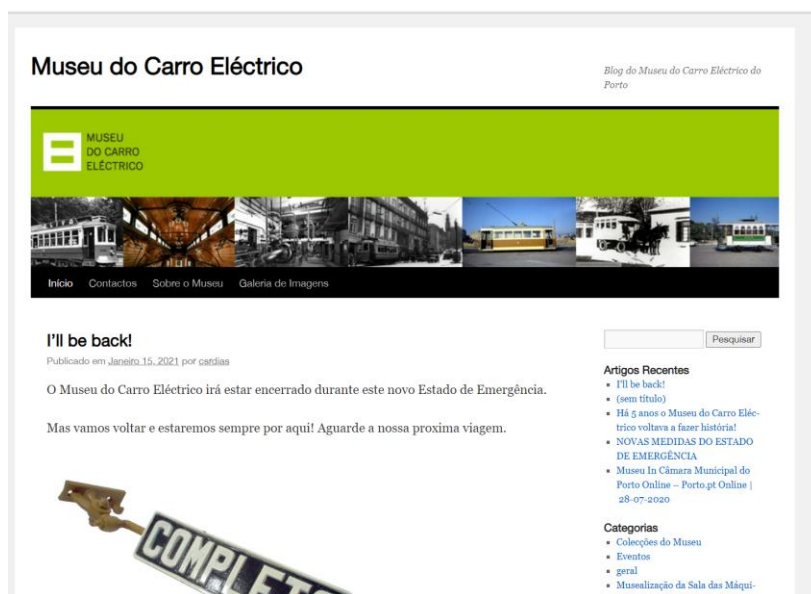 Museu do Carro Eléctrico
Blog do Museu do Carro Eléctrico do
Porto
MUSEU
DO CARRO
ELÉCTRICO
Início Contactos Sobre o Museu Galeria de Imagens
I'll be back!
Publicado em Janeiro 15, 2021 por csrdias
O Museu do Carro Eléctrico irá estar encerrado durante este novo Estado de Emergência.
Mas vamos voltar e estaremos sempre por aqui! Aguarde a nossa proxima viagem.
COMPLETO
Pesquisar
Artigos Recentes
I'll be back!
(sem título)
Há 5 anos o Museu do Carro Eléc-
trico voltava a fazer história!
NOVAS MEDIDAS DO ESTADO
DE EMERGÊNCIA
Museu In Câmara Municipal do
Porto Online – Porto.pt Online |
28-07-2020
Categorias
Colecções do Museu
Eventos
geral
Musealização da Sala das Máqui-